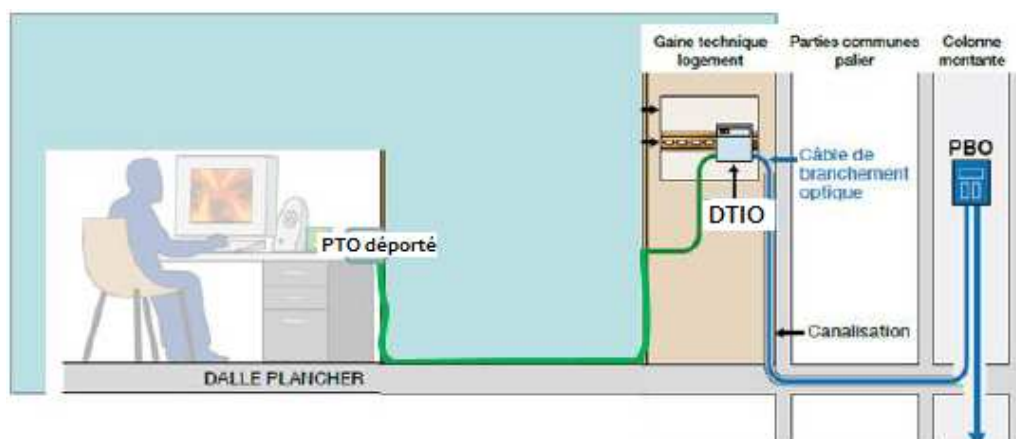 Gaine technique
logement
Parties communes
palier
Colonne
montante
PBO
Câble de
branchement
optique
DTIO
PTO déporté
Canalisation
DALLE PLANCHER